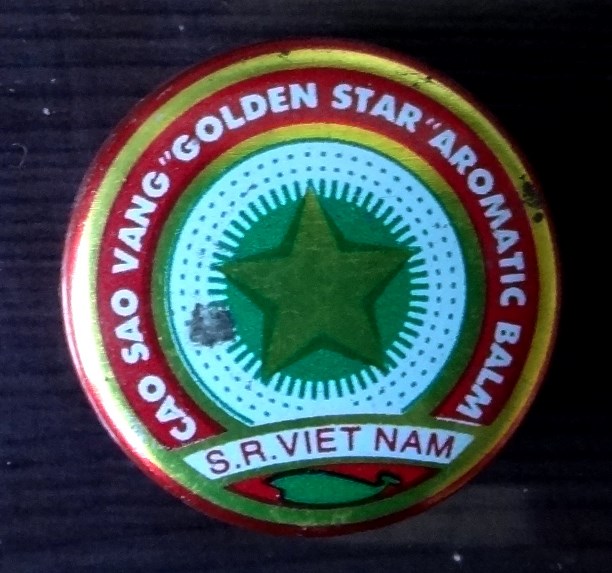 CAO SAO VANG "GOLDEN STAR" AROMATIC BALM
S.R.VIET NAM